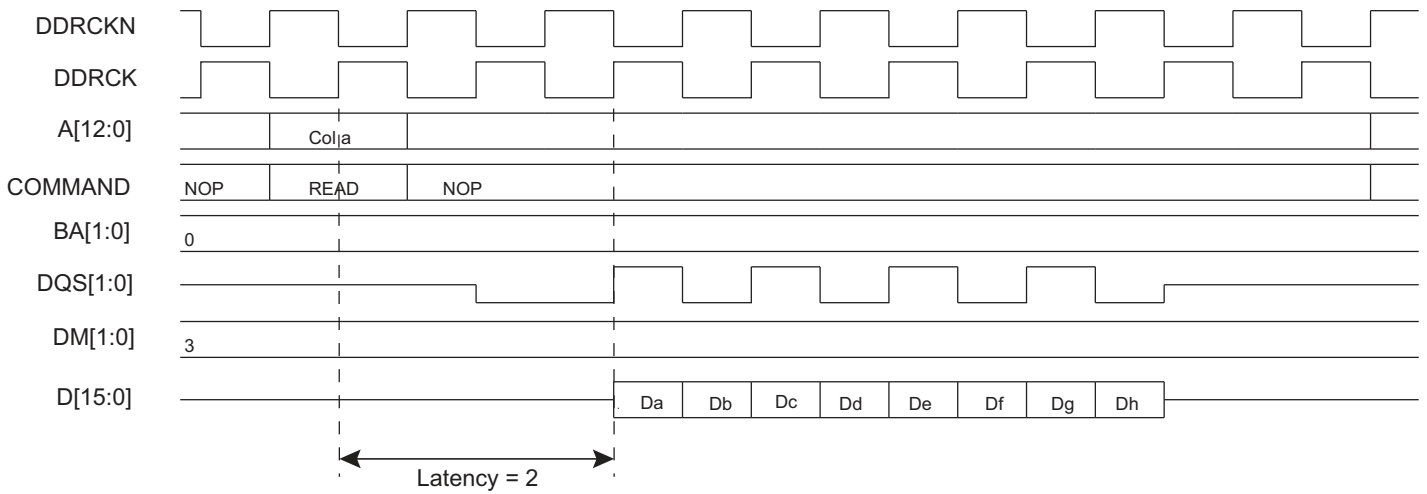 DDRCKN
DDRCK
A[12:0] Col a
COMMAND NOP READ NOP
BA[1:0] 0
DQS[1:0]
DM[1:0] 3
D[15:0] Da Db Dc Dd De Df Dg Dh
Latency = 2